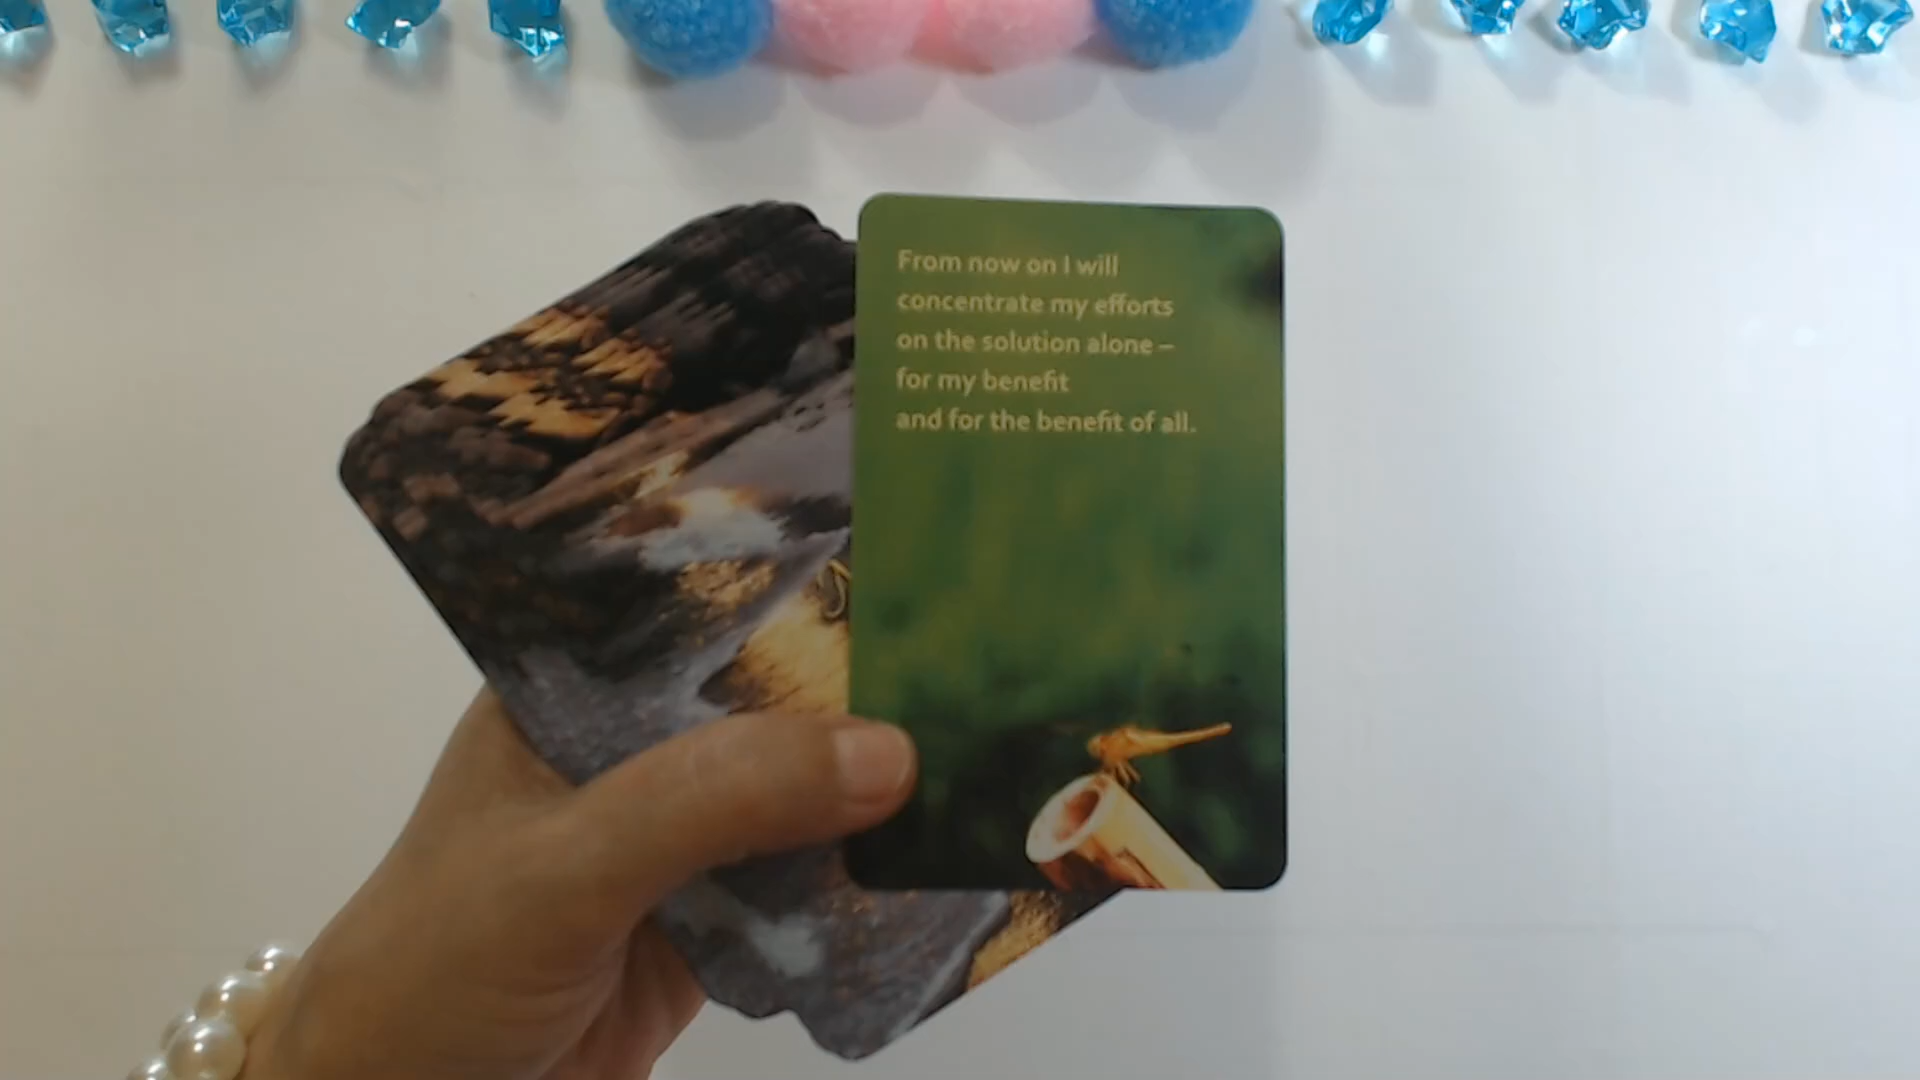 From now on I will
concentrate my efforts
on the solution alone –
for my benefit
and for the benefit of all.